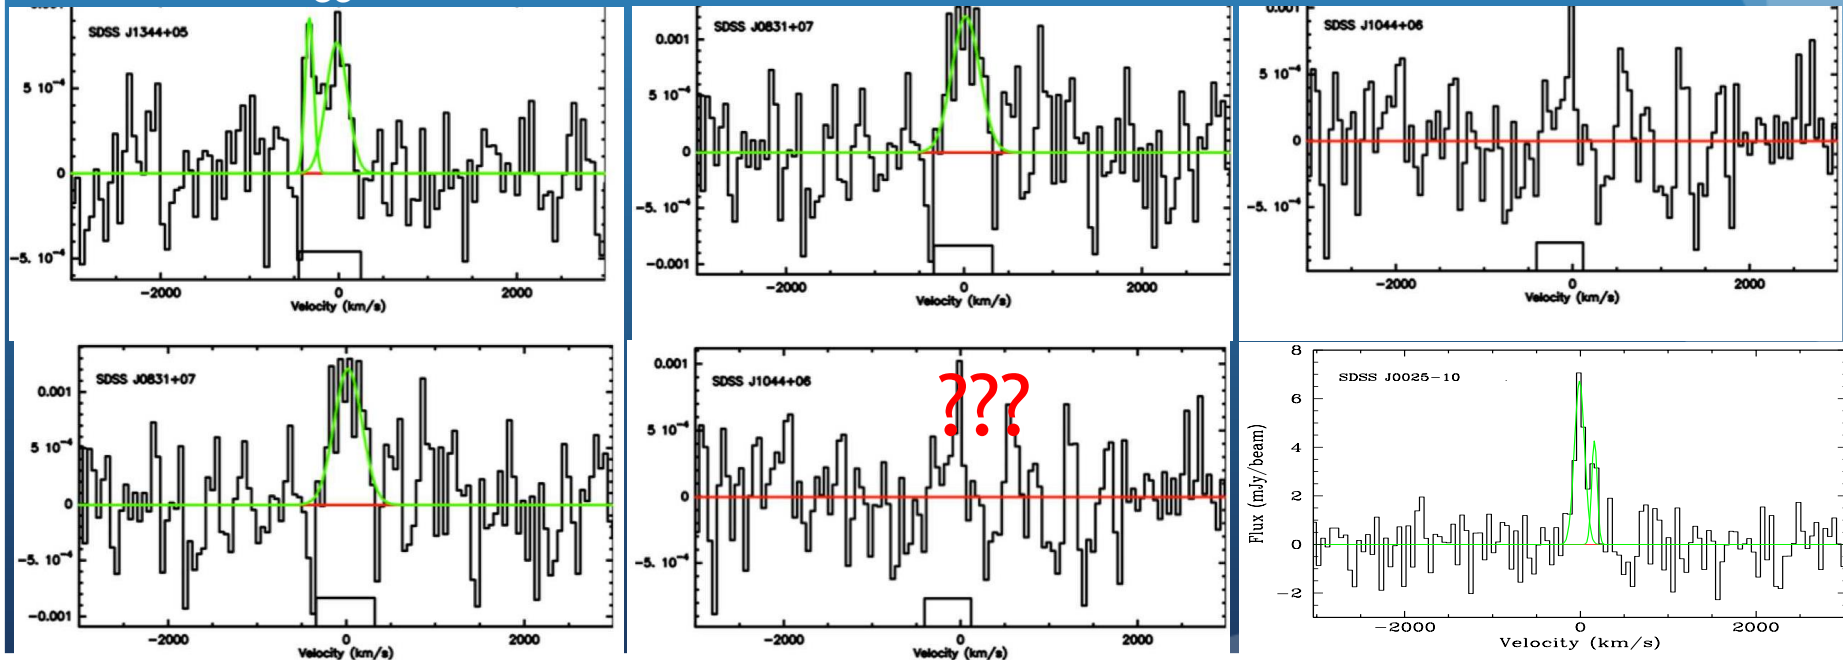 SDSS J1344+05
5 10⁻⁴
0
−5. 10⁻⁴
−2000 0 2000
Velocity (km/s)
SDSS J0831+07
0.001
5 10⁻⁴
0
−5. 10⁻⁴
−0.001
−2000 0 2000
Velocity (km/s)
SDSS J1044+06
0.001
5 10⁻⁴
0
−5. 10⁻⁴
−2000 0 2000
Velocity (km/s)
SDSS J0831+07
0.001
5 10⁻⁴
0
−5. 10⁻⁴
−0.001
−2000 0 2000
Velocity (km/s)
SDSS J1044+06
???
0.001
5 10⁻⁴
0
−5. 10⁻⁴
−2000 0 2000
Velocity (km/s)
SDSS J0025-10
Flux (mJy/beam)
8
6
4
2
0
−2
−2000 0 2000
Velocity (km/s)